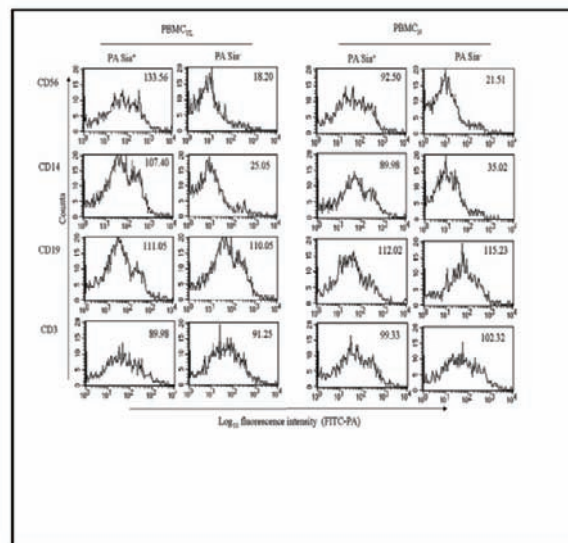 PBMC_VL PBMC_N
PA Sia⁺ PA Sia⁻ PA Sia⁺ PA Sia⁻
CD56 133.56 18.20 92.50 21.51
CD14 107.40 25.05 89.98 35.02
CD19 111.05 110.05 112.02 115.23
CD3 89.98 91.25 99.33 102.32
Counts
Log₁₀ fluorescence intensity (FITC-PA)